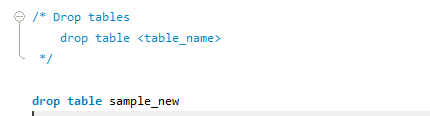 /* Drop tables
drop table <table_name>
*/
drop table sample_new